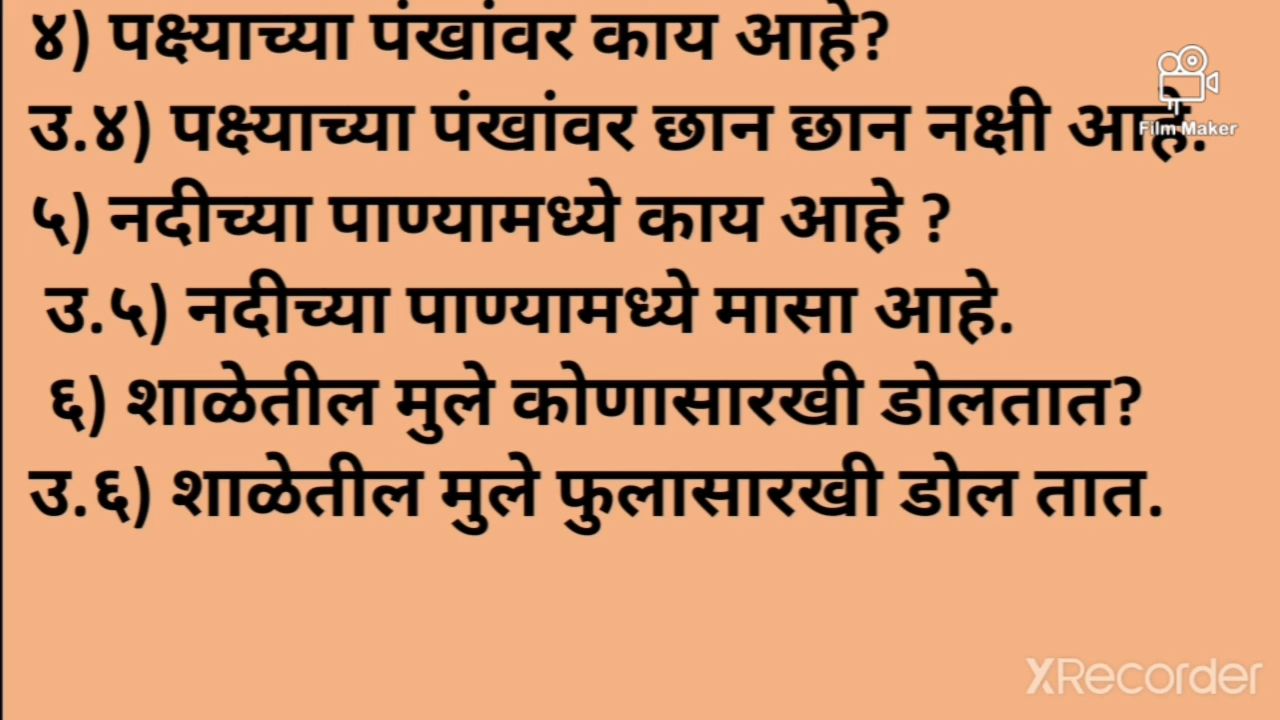 ४) पक्ष्याच्या पंखांवर काय आहे?
उ.४) पक्ष्याच्या पंखांवर छान छान नक्षी आहे.
Film Maker
५) नदीच्या पाण्यामध्ये काय आहे ?
उ.५) नदीच्या पाण्यामध्ये मासा आहे.
६) शाळेतील मुले कोणासारखी डोलतात?
उ.६) शाळेतील मुले फुलासारखी डोल तात.
XRecorder